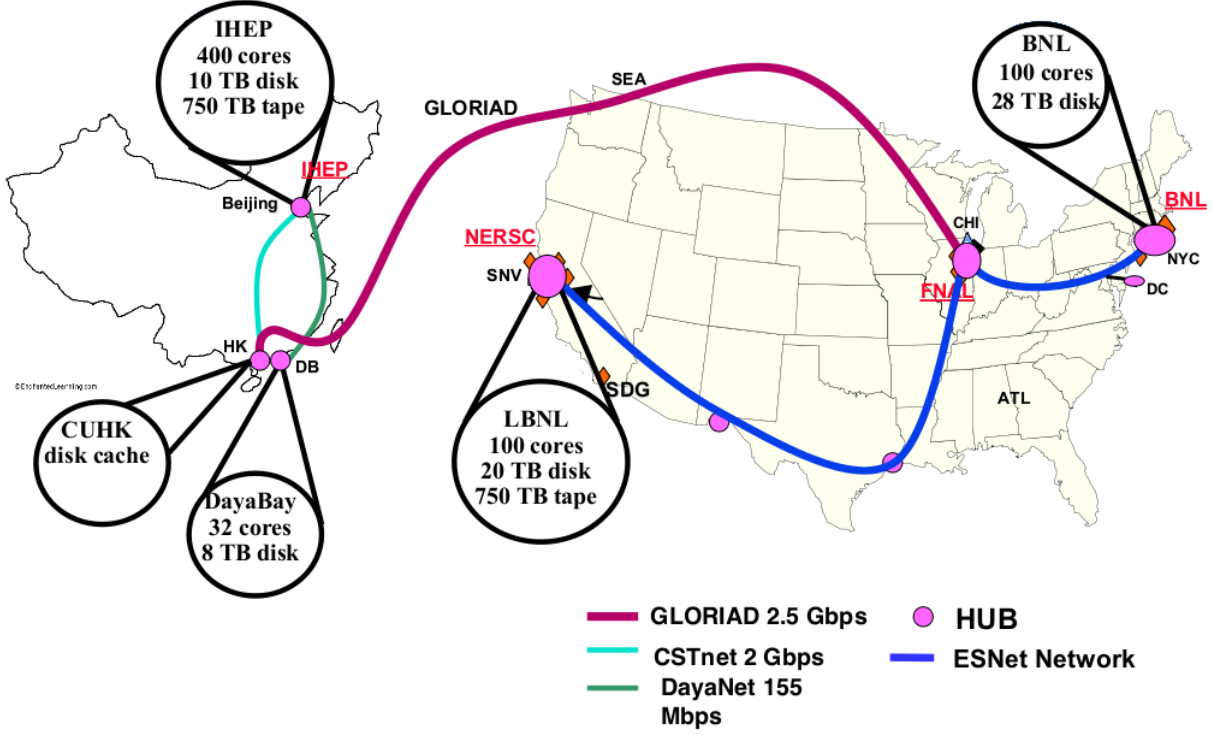 IHEP
400 cores
10 TB disk
750 TB tape
BNL
100 cores
28 TB disk
SEA
GLORIAD
IHEP
Beijing
BNL
CHI
NERSC
NYC
SNV
FNAL
DC
HK
DB
©EnchantedLearning.com
SDG
ATL
CUHK
disk cache
LBNL
100 cores
20 TB disk
750 TB tape
DayaBay
32 cores
8 TB disk
GLORIAD 2.5 Gbps
HUB
CSTnet 2 Gbps
ESNet Network
DayaNet 155
Mbps